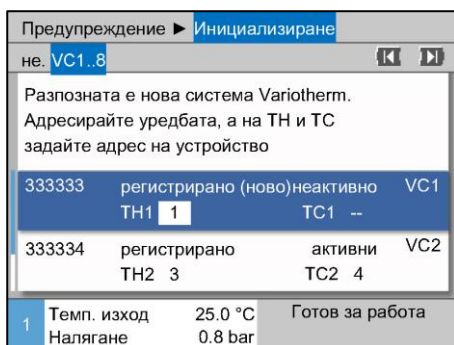 Предупреждение ► Инициализиране
не. VC1..8
Разпозната е нова система Variotherm.
Адресирайте уредбата, а на TH и TC
задайте адрес на устройство
333333 регистрирано (ново)неактивно VC1
TH1 1 TC1 --
333334 регистрирано активни VC2
TH2 3 TC2 4
1 Темп. изход 25.0 °C Готов за работа
Налягане 0.8 bar